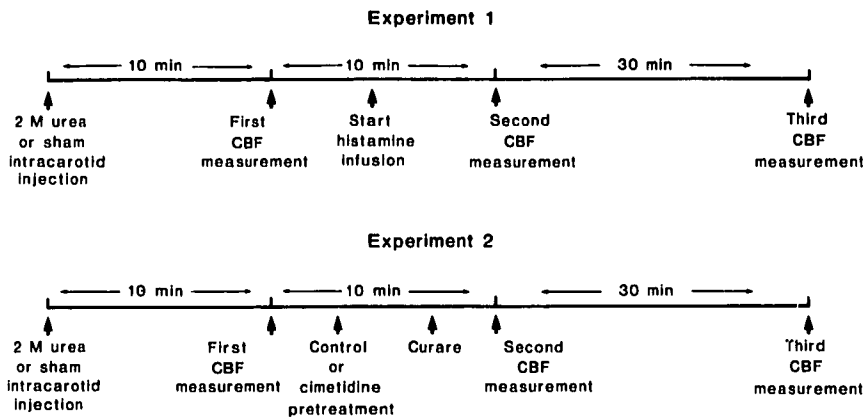 Experiment 1
10 min 10 min 30 min
2 M urea
or sham
intracarotid
injection
First
CBF
measurement
Start
histamine
infusion
Second
CBF
measurement
Third
CBF
measurement
Experiment 2
10 min 10 min 30 min
2 M urea
or sham
intracarotid
injection
First
CBF
measurement
Control
or
cimetidine
pretreatment
Curare
Second
CBF
measurement
Third
CBF
measurement